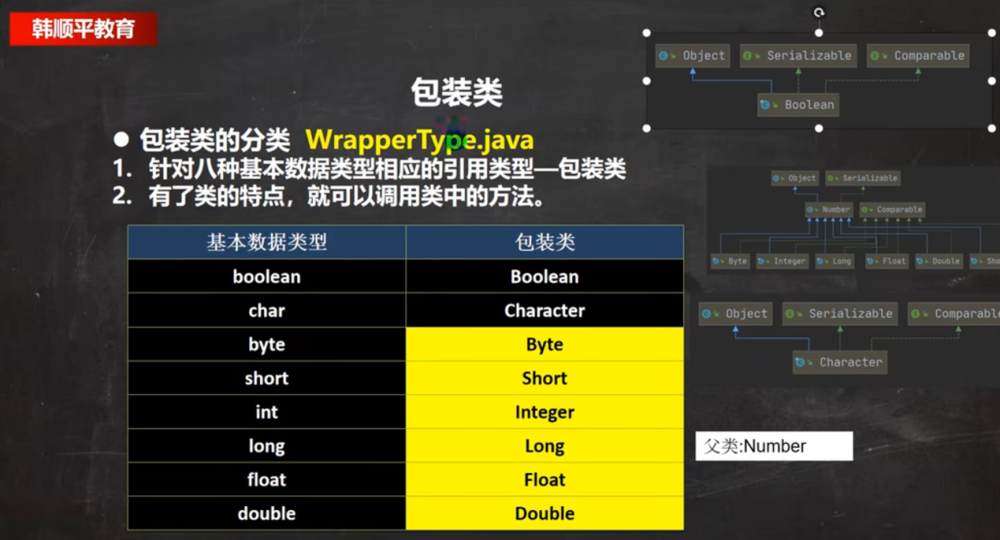 韩顺平教育
包装类
● 包装类的分类 WrapperType.java
1. 针对八种基本数据类型相应的引用类型—包装类
2. 有了类的特点，就可以调用类中的方法。
基本数据类型 包装类
boolean Boolean
char Character
byte Byte
short Short
int Integer
long Long
float Float
double Double
Object Serializable Comparable
Boolean
Object Serializable
Number Comparable
Byte Integer Long Float Double Sho
Object Serializable Comparable
Character
父类:Number